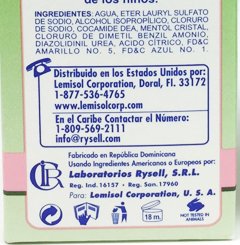 de los niños.
INGREDIENTES: AGUA, ETER LAURYL SULFATO
DE SODIO, ALCOHOL ISOPROPÍLICO, CLORURO
DE SODIO, COCAMIDE DEA, MENTOL CRISTAL,
CLORURO DE DIMETIL BENZIL AMONIO,
DIAZOLIDINIL UREA, ACIDO CÍTRICO, FD&C
AMARILLO NO. 5, FD&C AZUL NO. 1.
Distribuido en los Estados Unidos por:
Lemisol Corporation, Doral, Fl. 33172
1-877-536-4765
www.lemisolcorp.com
En el Caribe Contactar el Número:
1-809-569-2111
info@rysell.com
Fabricado en República Dominicana
Usando Ingredientes Americanos o Europeos por:
Laboratorios Rysell, S.R.L.
Reg. Ind. 16157 - Reg. San. 17960
Para: Lemisol Corporation, U. S. A.
18 m.
NOT TESTED IN
ANIMALS